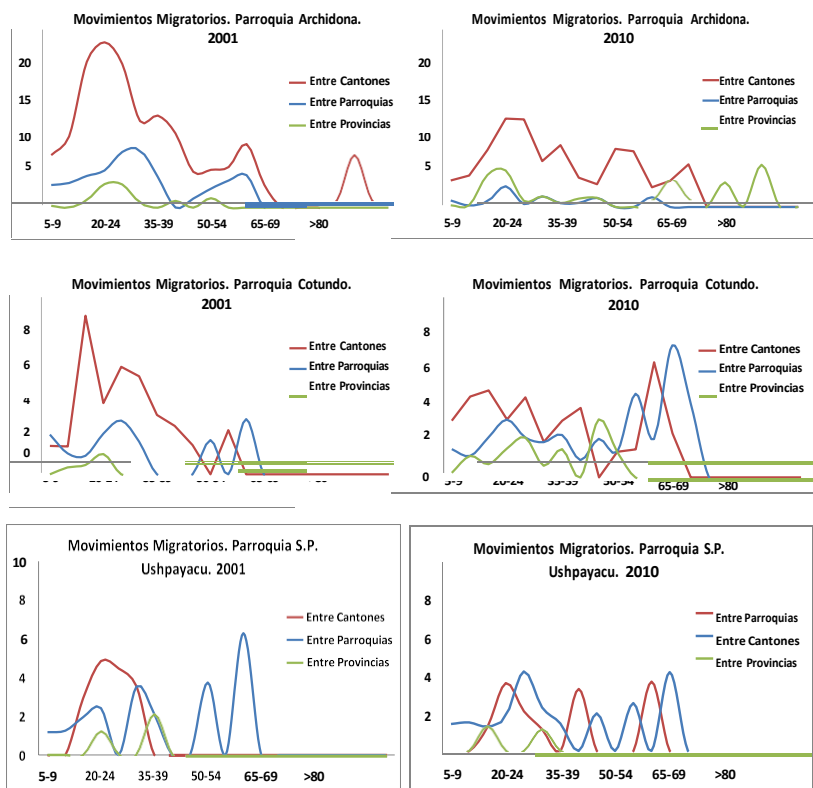 Movimientos Migratorios. Parroquia Archidona.
2001
20
15
10
5
Entre Cantones
Entre Parroquias
Entre Provincias
5-9 20-24 35-39 50-54 65-69 >80
Movimientos Migratorios. Parroquia Archidona.
2010
20
15
10
5
Entre Cantones
Entre Parroquias
Entre Provincias
5-9 20-24 35-39 50-54 65-69 >80
Movimientos Migratorios. Parroquia Cotundo.
2001
8
6
4
2
0
Entre Cantones
Entre Parroquias
Entre Provincias
Movimientos Migratorios. Parroquia Cotundo.
2010
8
6
4
2
0
Entre Cantones
Entre Parroquias
Entre Provincias
5-9 20-24 35-39 50-54 65-69 >80
Movimientos Migratorios. Parroquia S.P.
Ushpayacu. 2001
10
8
6
4
2
0
Entre Cantones
Entre Parroquias
Entre Provincias
5-9 20-24 35-39 50-54 65-69 >80
Movimientos Migratorios. Parroquia S.P.
Ushpayacu. 2010
8
6
4
2
Entre Parroquias
Entre Cantones
Entre Provincias
5-9 20-24 35-39 50-54 65-69 >80